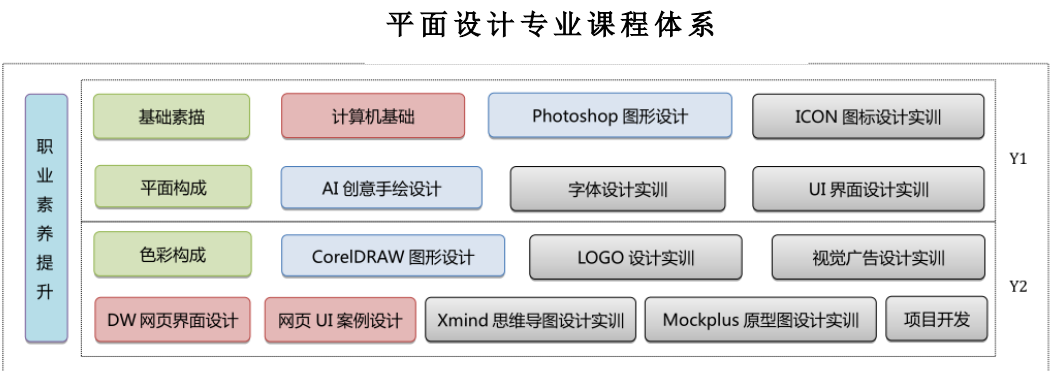 平面设计专业课程体系
职业素养提升
基础素描 计算机基础 Photoshop 图形设计 ICON 图标设计实训
Y1
平面构成 AI 创意手绘设计 字体设计实训 UI 界面设计实训
色彩构成 CorelDRAW 图形设计 LOGO 设计实训 视觉广告设计实训
Y2
DW 网页界面设计 网页 UI 案例设计 Xmind 思维导图设计实训 Mockplus 原型图设计实训 项目开发